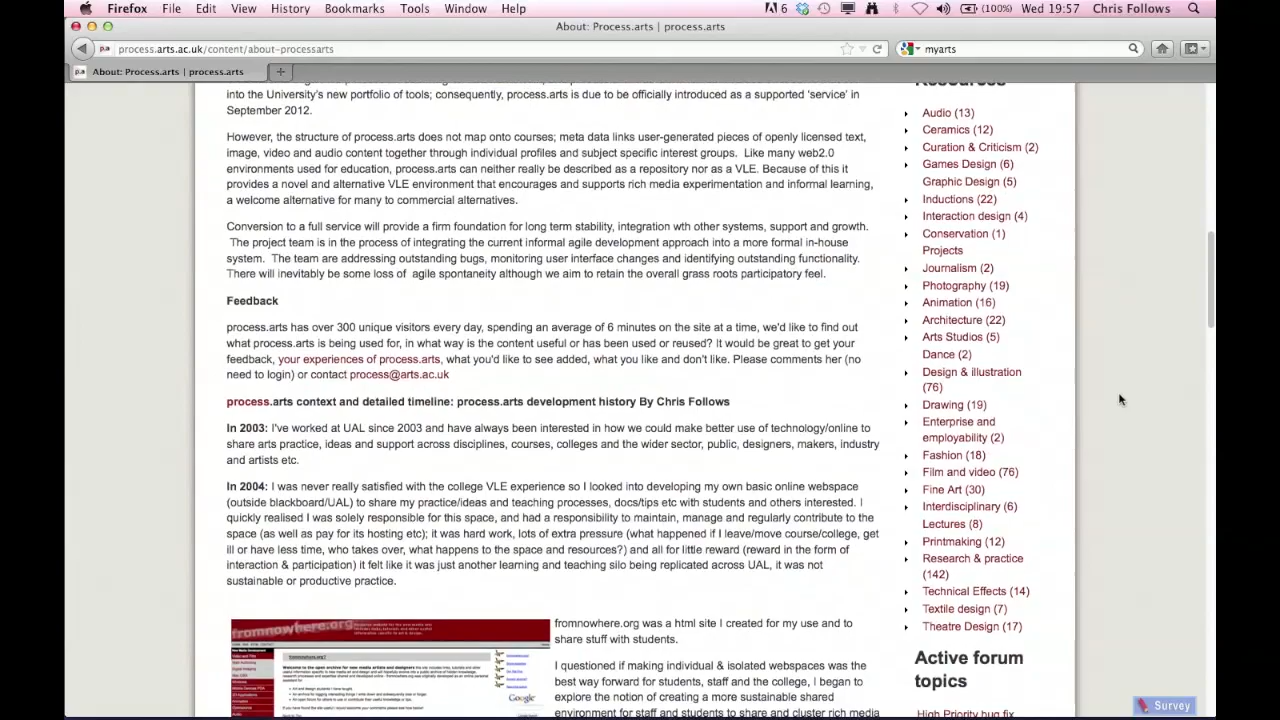 Firefox File Edit View History Bookmarks Tools Window Help 6 (100%) Wed 19:57 Chris Follows
About: Process.arts | process.arts
process.arts.ac.uk/content/about-processarts
myarts
p.a About: Process.arts | process.arts
into the University's new portfolio of tools; consequently, process.arts is due to be officially introduced as a supported 'service' in
September 2012.
However, the structure of process.arts does not map onto courses; meta data links user-generated pieces of openly licensed text,
image, video and audio content together through individual profiles and subject specific interest groups. Like many web2.0
environments used for education, process.arts can neither really be described as a repository nor as a VLE. Because of this it
provides a novel and alternative VLE environment that encourages and supports rich media experimentation and informal learning,
a welcome alternative for many to commercial alternatives.
Conversion to a full service will provide a firm foundation for long term stability, integration wth other systems, support and growth.
The project team is in the process of integrating the current informal agile development approach into a more formal in-house
system. The team are addressing outstanding bugs, monitoring user interface changes and identifying outstanding functionality.
There will inevitably be some loss of agile spontaneity although we aim to retain the overall grass roots participatory feel.
Feedback
process.arts has over 300 unique visitors every day, spending an average of 6 minutes on the site at a time, we'd like to find out
what process.arts is being used for, in what way is the content useful or has been used or reused? It would be great to get your
feedback, your experiences of process.arts, what you'd like to see added, what you like and don't like. Please comments her (no
need to login) or contact process@arts.ac.uk
process.arts context and detailed timeline: process.arts development history By Chris Follows
In 2003: I've worked at UAL since 2003 and have always been interested in how we could make better use of technology/online to
share arts practice, ideas and support across disciplines, courses, colleges and the wider sector, public, designers, makers, industry
and artists etc.
In 2004: I was never really satisfied with the college VLE experience so I looked into developing my own basic online webspace
(outside blackboard/UAL) to share my practice/ideas and teaching processes, docs/tips etc with students and others interested. I
quickly realised I was solely responsible for this space, and had a responsibility to maintain, manage and regularly contribute to the
space (as well as pay for its hosting etc); it was hard work, lots of extra pressure (what happened if I leave/move course/college, get
ill or have less time, who takes over, what happens to the space and resources?) and all for little reward (reward in the form of
interaction & participation) it felt like it was just another learning and teaching silo being replicated across UAL, it was not
sustainable or productive practice.
fromnowhere.org
Google
fromnowhere.org was a html site I created for my use and to
share stuff with students.
I questioned if making individual sites/webspaces was the
best way forward for students, staff and the college, I began to
explore the notion of creating a more open and cluster rich media
Resources
Audio (13)
Ceramics (12)
Curation & Criticism (2)
Games Design (6)
Graphic Design (5)
Inductions (22)
Interaction design (4)
Conservation (1)
Projects
Journalism (2)
Photography (19)
Animation (16)
Architecture (22)
Arts Studios (5)
Dance (2)
Design & illustration
(76)
Drawing (19)
Enterprise and
employability (2)
Fashion (18)
Film and video (76)
Fine Art (30)
Interdisciplinary (6)
Lectures (8)
Printmaking (12)
Research & practice
(142)
Technical Effects (14)
Textile design (7)
Theatre Design (17)
Active forum
topics
Survey